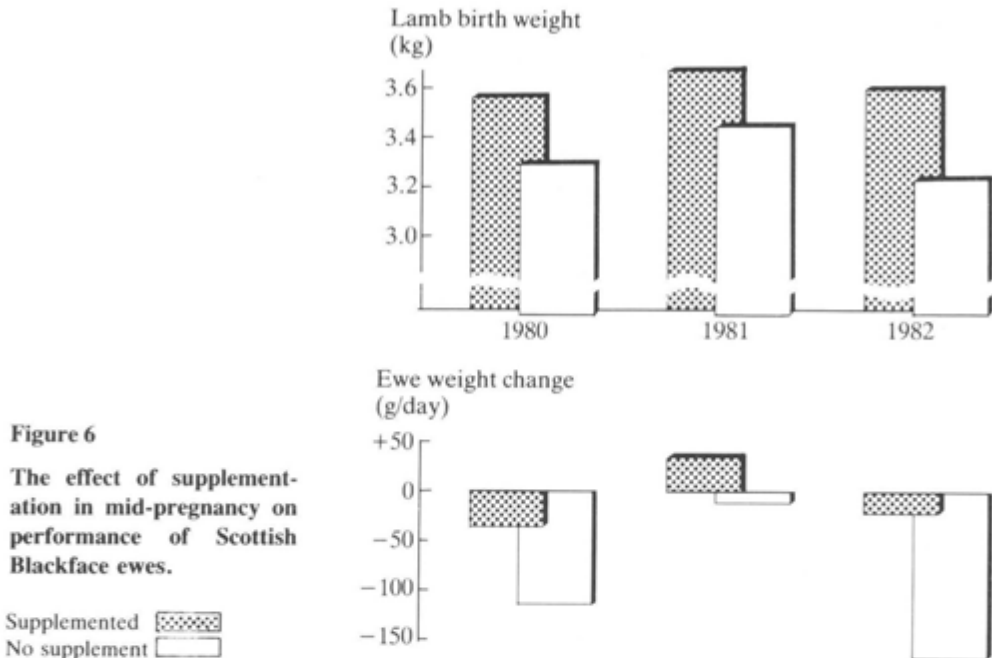 Lamb birth weight
(kg)
3.6
3.4
3.2
3.0
1980 1981 1982
Ewe weight change
(g/day)
+50
0
−50
−100
−150
Figure 6
The effect of supplement-
ation in mid-pregnancy on
performance of Scottish
Blackface ewes.
Supplemented
No supplement